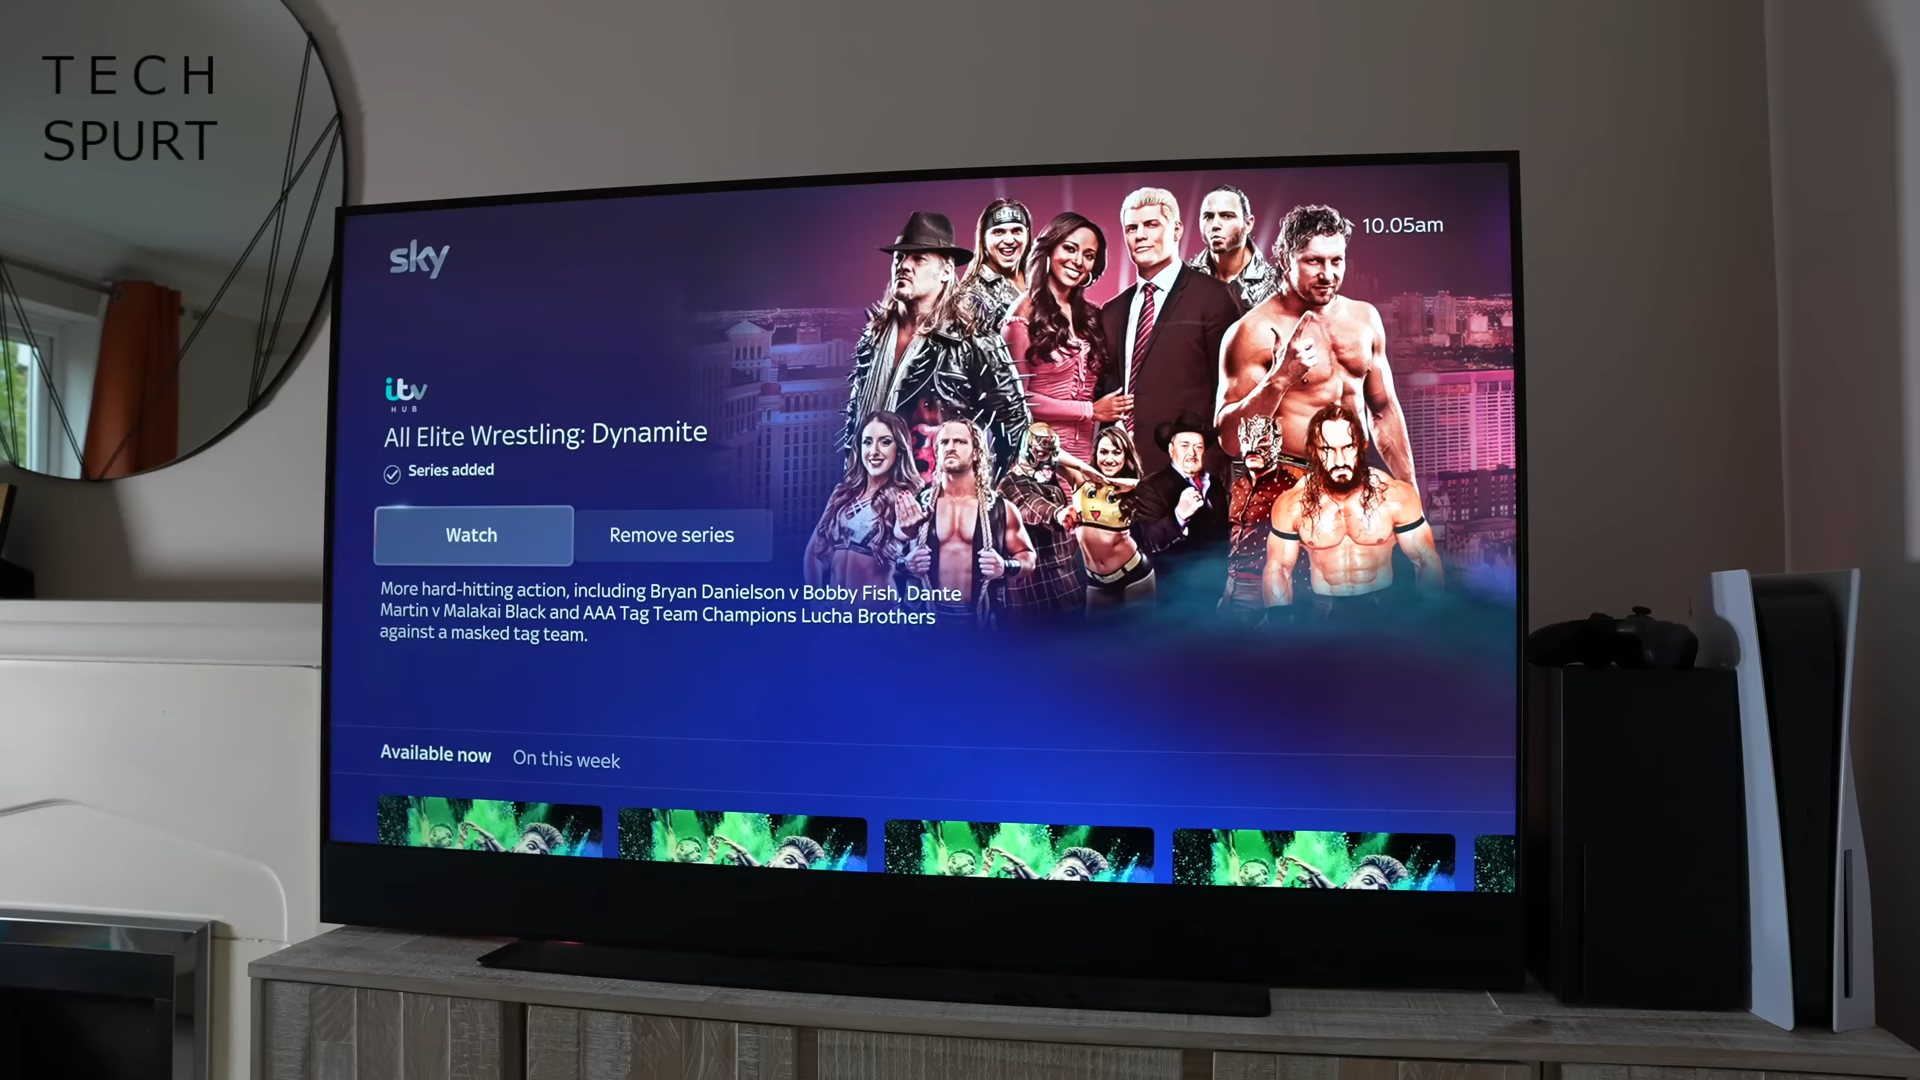 TECH
SPURT
sky
10.05am
ELITE
itv
HUB
All Elite Wrestling: Dynamite
Series added
Watch
Remove series
More hard-hitting action, including Bryan Danielson v Bobby Fish, Dante
Martin v Malakai Black and AAA Tag Team Champions Lucha Brothers
against a masked tag team.
Available now
On this week